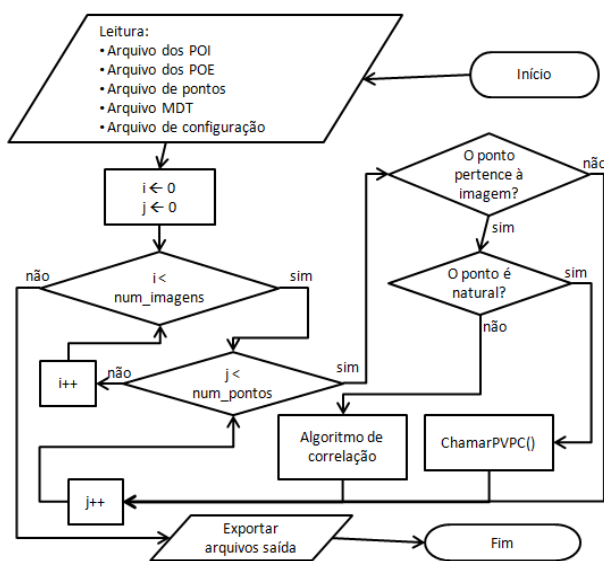 Leitura:
• Arquivo dos POI
• Arquivo dos POE
• Arquivo de pontos
• Arquivo MDT
• Arquivo de configuração
Início
i ← 0
j ← 0
O ponto
pertence à
imagem?
não
sim
não
i <
num_imagens
sim
O ponto é
natural?
sim
não
i++
não
j <
num_pontos
sim
Algoritmo de
correlação
ChamarPVPC()
j++
não
Exportar
arquivos saída
Fim